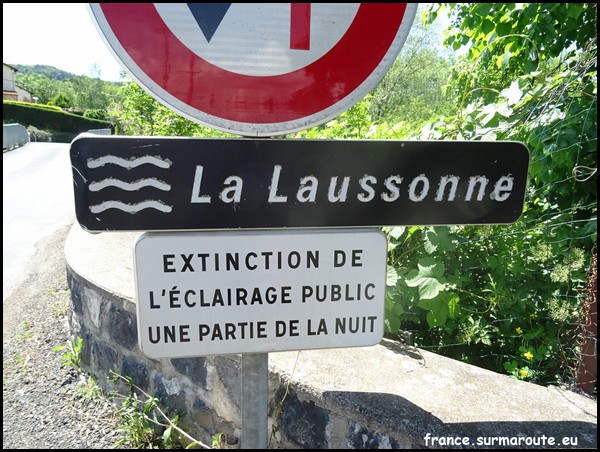 La Laussonne
EXTINCTION DE
L'ÉCLAIRAGE PUBLIC
UNE PARTIE DE LA NUIT
france.surmaroute.eu